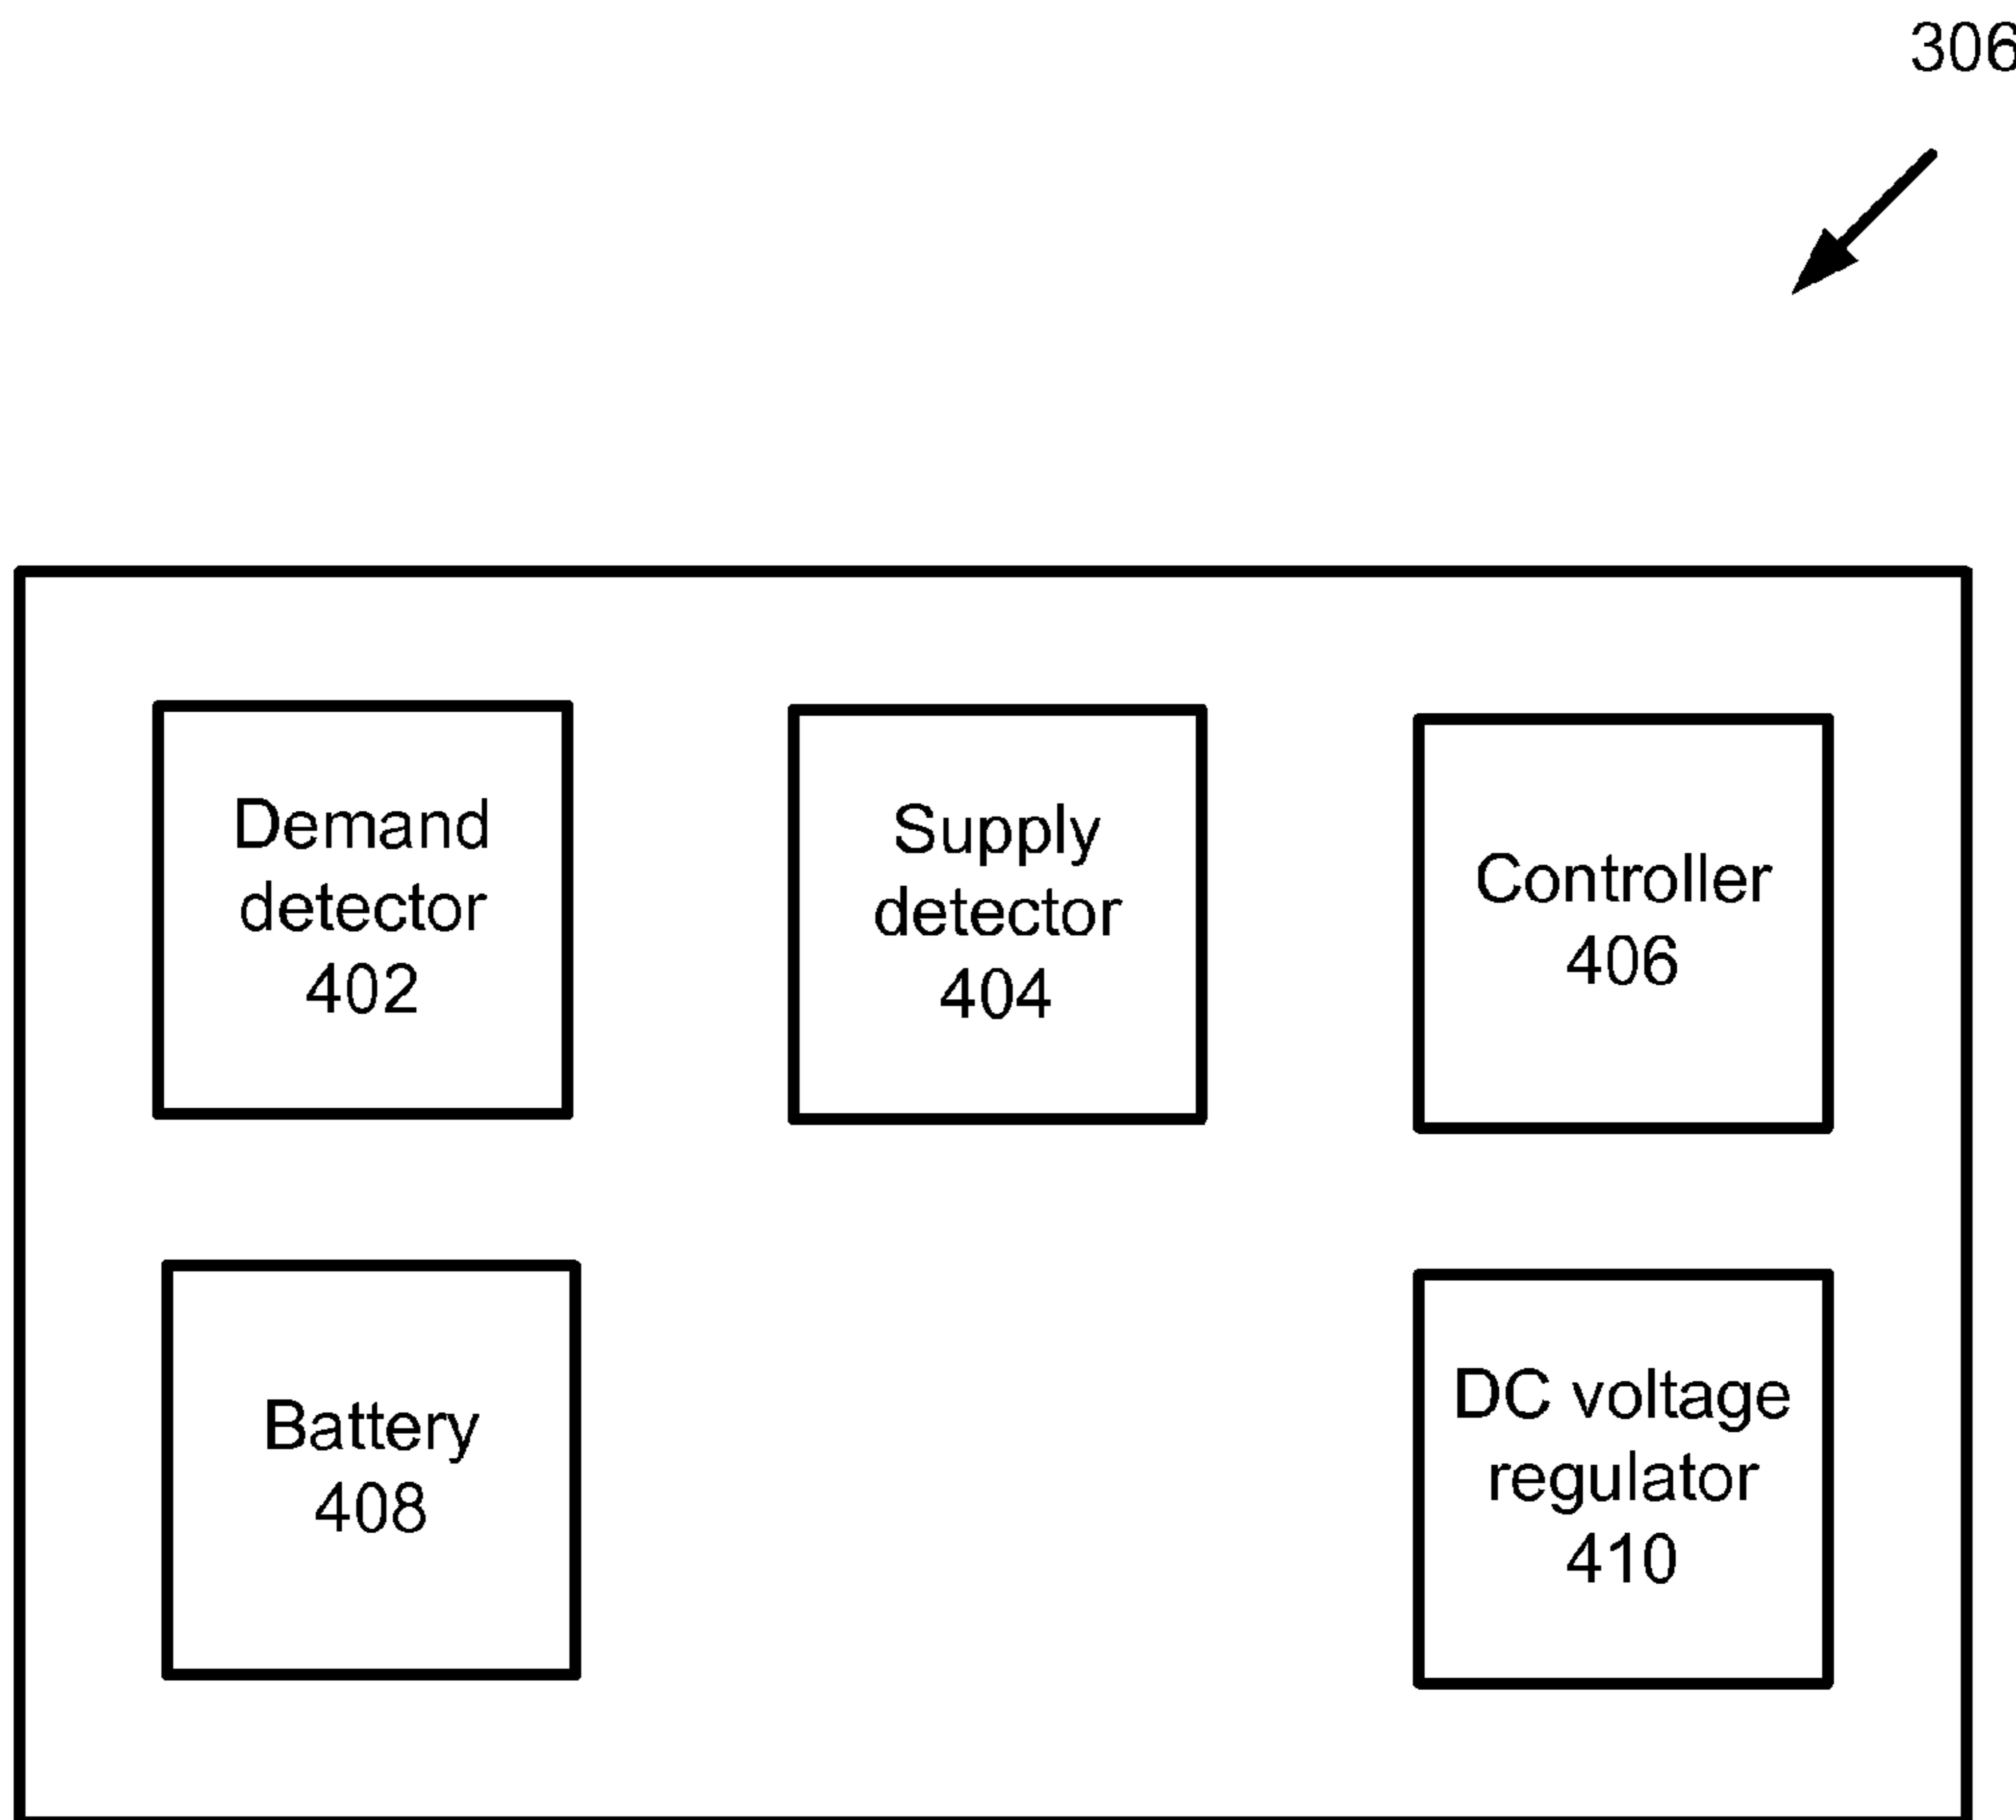 306
Demand
detector
402
Supply
detector
404
Controller
406
Battery
408
DC voltage
regulator
410